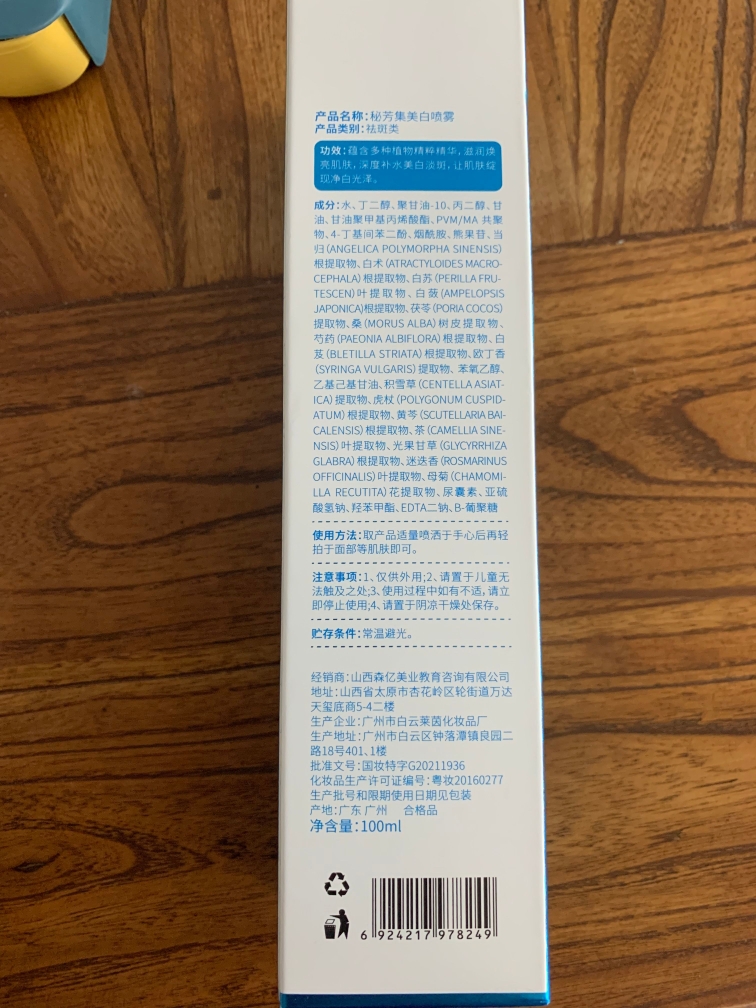 产品名称:秘芳集美白喷雾
产品类别:祛斑类
功效:蕴含多种植物精粹精华,滋润焕
亮肌肤,深度补水美白淡斑,让肌肤绽
现净白光泽。
成分:水、丁二醇、聚甘油-10、丙二醇、甘
油、甘油聚甲基丙烯酸酯、PVM/MA 共聚
物、4-丁基间苯二酚、烟酰胺、熊果苷、当
归(ANGELICA POLYMORPHA SINENSIS)
根提取物、白术(ATRACTYLOIDES MACRO-
CEPHALA)根提取物、白苏(PERILLA FRU-
TESCEN)叶提取物、白蔹(AMPELOPSIS
JAPONICA)根提取物、茯苓(PORIA COCOS)
提取物、桑(MORUS ALBA)树皮提取物、
芍药(PAEONIA ALBIFLORA)根提取物、白
芨(BLETILLA STRIATA)根提取物、欧丁香
(SYRINGA VULGARIS)提取物、苯氧乙醇、
乙基己基甘油、积雪草(CENTELLA ASIAT-
ICA)提取物、虎杖(POLYGONUM CUSPID-
ATUM)根提取物、黄芩(SCUTELLARIA BAI-
CALENSIS)根提取物、茶(CAMELLIA SINE-
NSIS)叶提取物、光果甘草(GLYCYRRHIZA
GLABRA)根提取物、迷迭香(ROSMARINUS
OFFICINALIS)叶提取物、母菊(CHAMOMI-
LLA RECUTITA)花提取物、尿囊素、亚硫
酸氢钠、羟苯甲酯、EDTA二钠、B-葡聚糖
使用方法:取产品适量喷洒于手心后再轻
拍于面部等肌肤即可。
注意事项:1、仅供外用;2、请置于儿童无
法触及之处;3、使用过程中如有不适,请立
即停止使用;4、请置于阴凉干燥处保存。
贮存条件:常温避光。
经销商:山西森亿美业教育咨询有限公司
地址:山西省太原市杏花岭区轮街道万达
天玺底商5-4二楼
生产企业:广州市白云莱茵化妆品厂
生产地址:广州市白云区钟落潭镇良园二
路18号401、1楼
批准文号:国妆特字G20211936
化妆品生产许可证编号:粤妆20160277
生产批号和限期使用日期见包装
产地:广东 广州 合格品
净含量:100ml
6 924217 978249